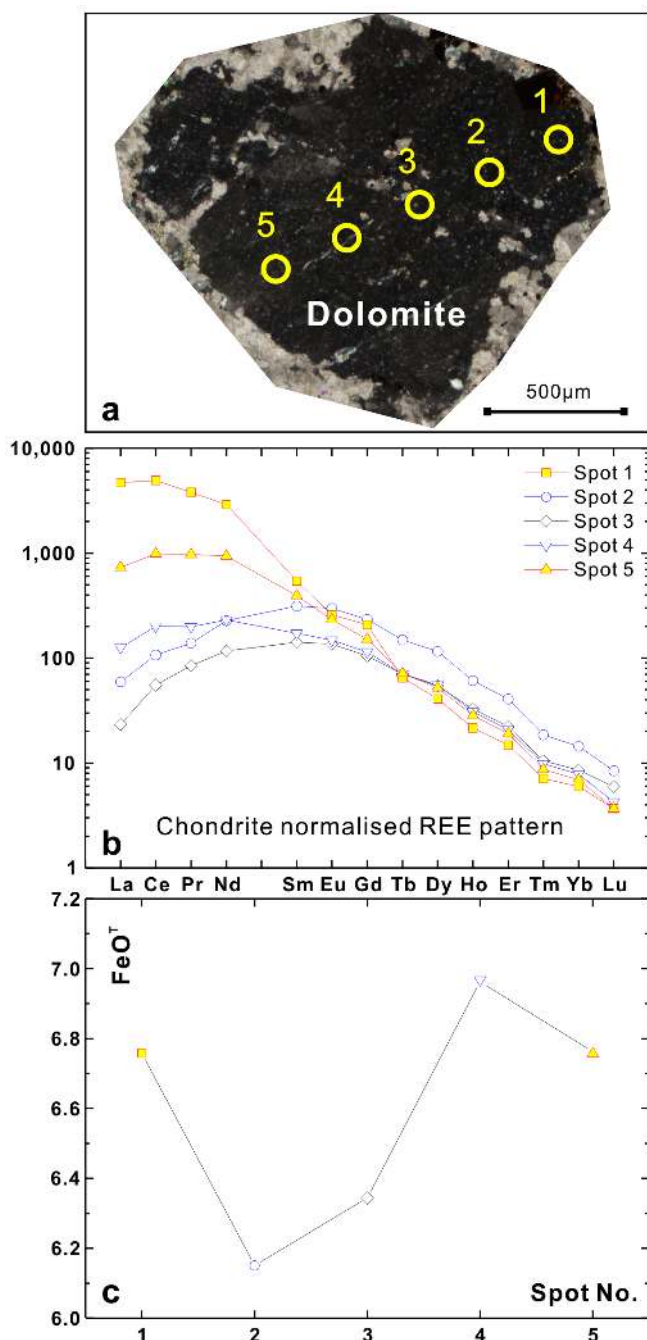 1
2
3
4
5
Dolomite
500µm
a
10,000
1,000
100
10
1
Spot 1
Spot 2
Spot 3
Spot 4
Spot 5
b
Chondrite normalised REE pattern
La Ce Pr Nd Sm Eu Gd Tb Dy Ho Er Tm Yb Lu
7.2
7.0
6.8
6.6
6.4
6.2
6.0
FeOᵀ
c
Spot No.
1 2 3 4 5